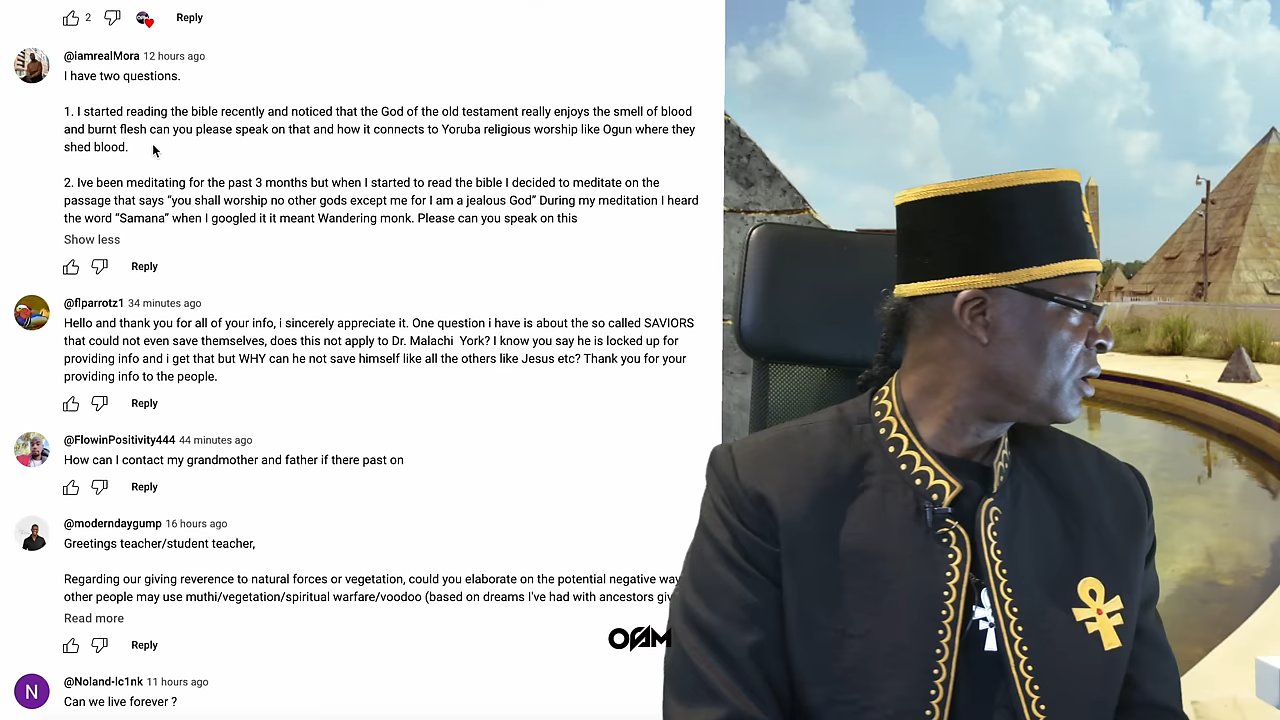 2
Reply
@iamrealMora 12 hours ago
I have two questions.
1. I started reading the bible recently and noticed that the God of the old testament really enjoys the smell of blood
and burnt flesh can you please speak on that and how it connects to Yoruba religious worship like Ogun where they
shed blood.
2. Ive been meditating for the past 3 months but when I started to read the bible I decided to meditate on the
passage that says “you shall worship no other gods except me for I am a jealous God” During my meditation I heard
the word “Samana” when I googled it it meant Wandering monk. Please can you speak on this
Show less
Reply
@flparrotz1 34 minutes ago
Hello and thank you for all of your info, i sincerely appreciate it. One question i have is about the so called SAVIORS
that could not even save themselves, does this not apply to Dr. Malachi York? I know you say he is locked up for
providing info and i get that but WHY can he not save himself like all the others like Jesus etc? Thank you for your
providing info to the people.
Reply
@FlowinPositivity444 44 minutes ago
How can I contact my grandmother and father if there past on
Reply
@moderndaygump 16 hours ago
Greetings teacher/student teacher,
Regarding our giving reverence to natural forces or vegetation, could you elaborate on the potential negative way
other people may use muthi/vegetation/spiritual warfare/voodoo (based on dreams I've had with ancestors giv
Read more
OFAM
Reply
N
@Noland-lc1nk 11 hours ago
Can we live forever ?